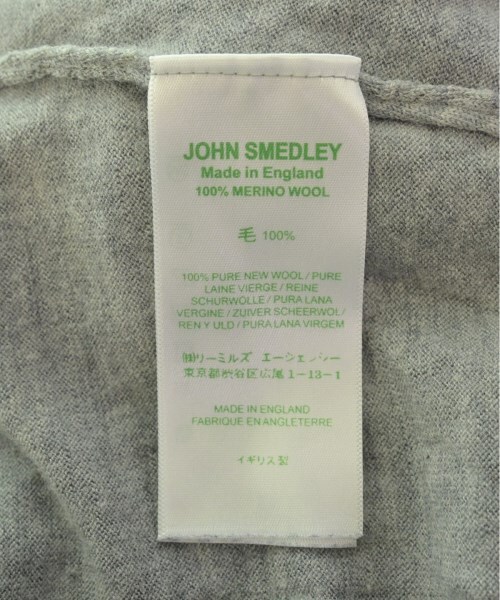 JOHN SMEDLEY
Made in England
100% MERINO WOOL
毛 100%
100% PURE NEW WOOL / PURE
LAINE VIERGE / REINE
SCHURWOLLE / PURA LANA
VERGINE / ZUIVER SCHEERWOL/
REN Y ULD / PURA LANA VIRGEM
㈱リーミルズ エージェンシー
東京都渋谷区広尾1-13-1
MADE IN ENGLAND
FABRIQUE EN ANGLETERRE
イギリス製